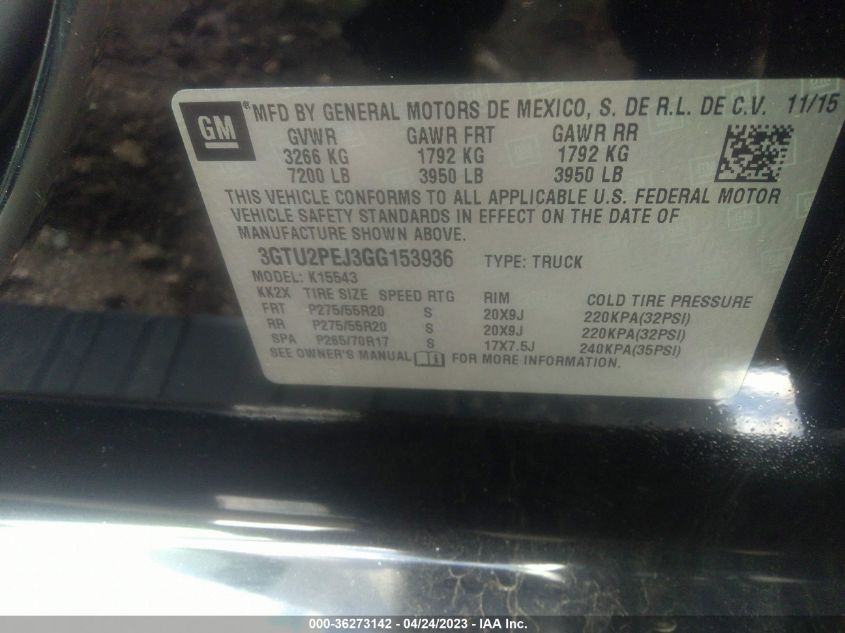 GM ® MFD BY GENERAL MOTORS DE MEXICO, S. DE R.L. DE C.V. 11/15
GVWR GAWR FRT GAWR RR
3266 KG 1792 KG 1792 KG
7200 LB 3950 LB 3950 LB
THIS VEHICLE CONFORMS TO ALL APPLICABLE U.S. FEDERAL MOTOR
VEHICLE SAFETY STANDARDS IN EFFECT ON THE DATE OF
MANUFACTURE SHOWN ABOVE.
3GTU2PEJ3GG153936 TYPE: TRUCK
MODEL: K15543
KK2X TIRE SIZE SPEED RTG RIM COLD TIRE PRESSURE
FRT P275/55R20 S 20X9J 220KPA(32PSI)
RR P275/55R20 S 20X9J 220KPA(32PSI)
SPA P265/70R17 S 17X7.5J 240KPA(35PSI)
SEE OWNER'S MANUAL FOR MORE INFORMATION.
000-36273142 - 04/24/2023 - IAA Inc.